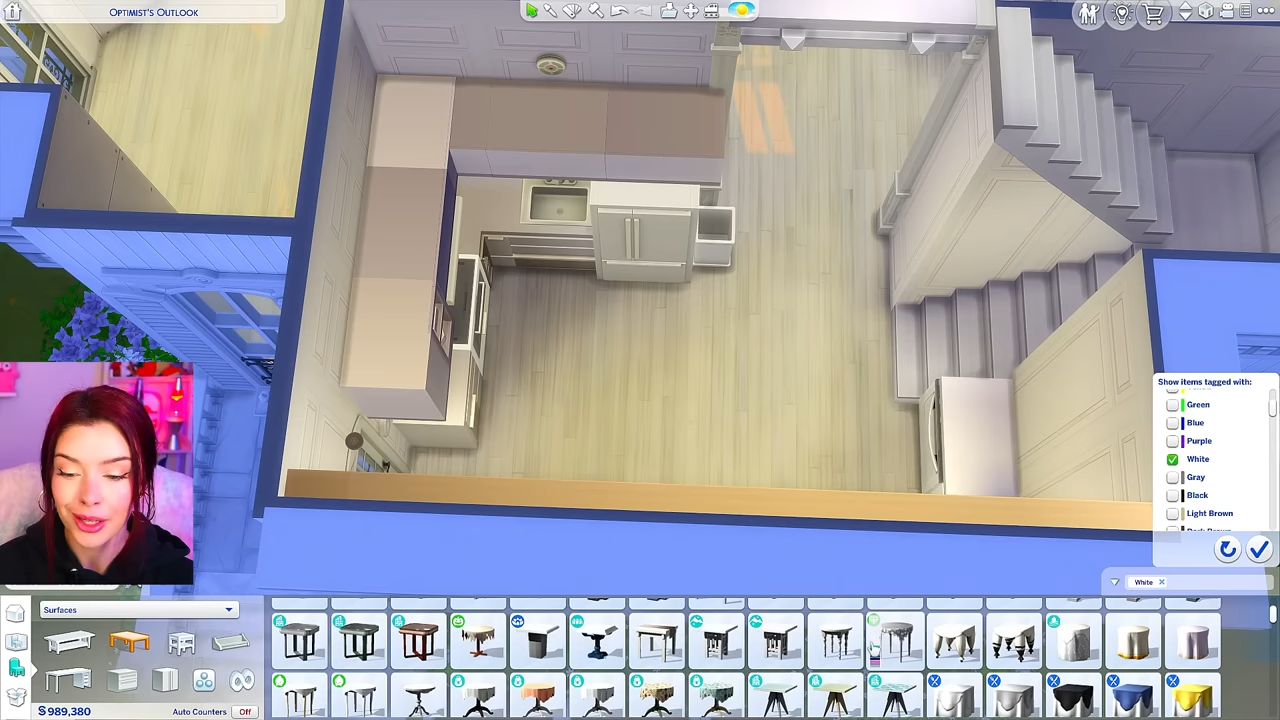 OPTIMIST'S OUTLOOK
Show items tagged with:
Green
Blue
Purple
White
Gray
Black
Light Brown
White
Surfaces
§989,380
Auto Counters
Off